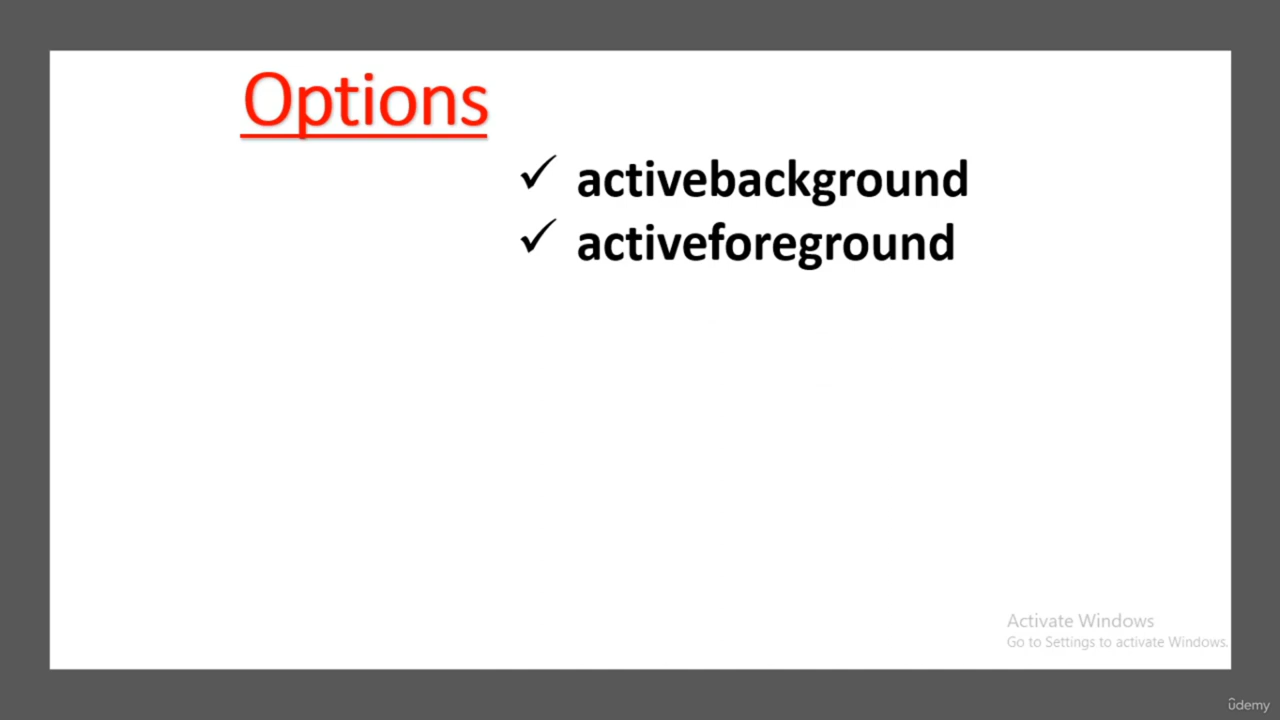 Options
✓ activebackground
✓ activeforeground
Activate Windows
Go to Settings to activate Windows.
ûdemy